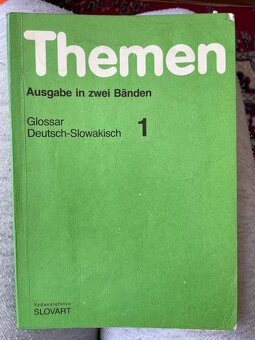 Themen
Ausgabe in zwei Bänden
Glossar
Deutsch-Slowakisch 1
Vydavateľstvo
SLOVART